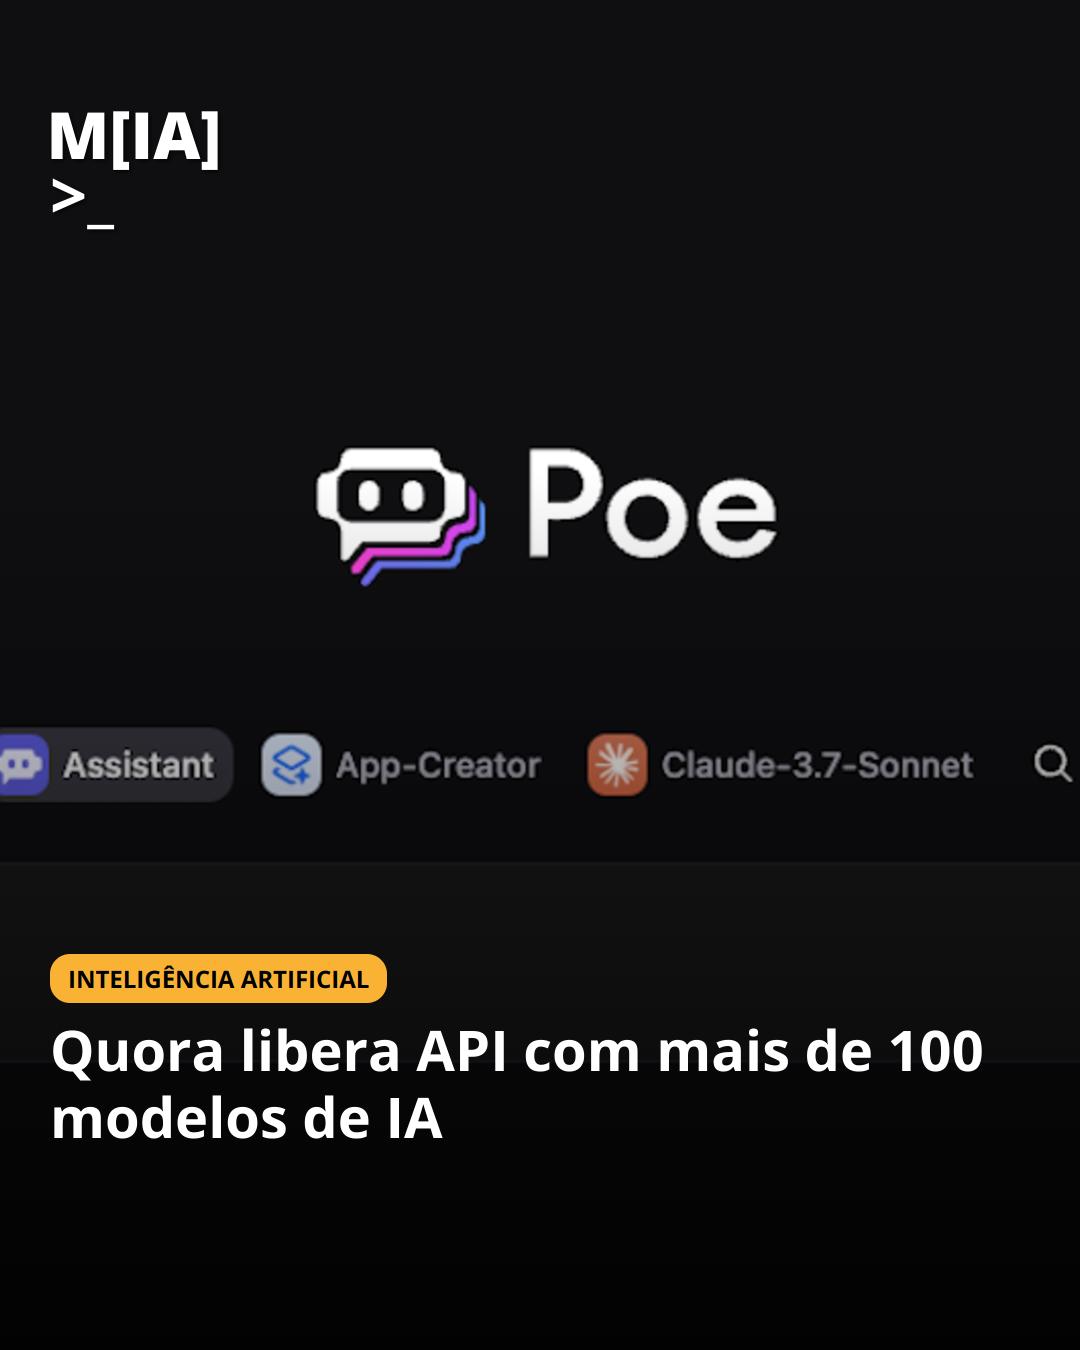 M[IA]
>_
Poe
Assistant App-Creator Claude-3.7-Sonnet
INTELIGÊNCIA ARTIFICIAL
Quora libera API com mais de 100
modelos de IA